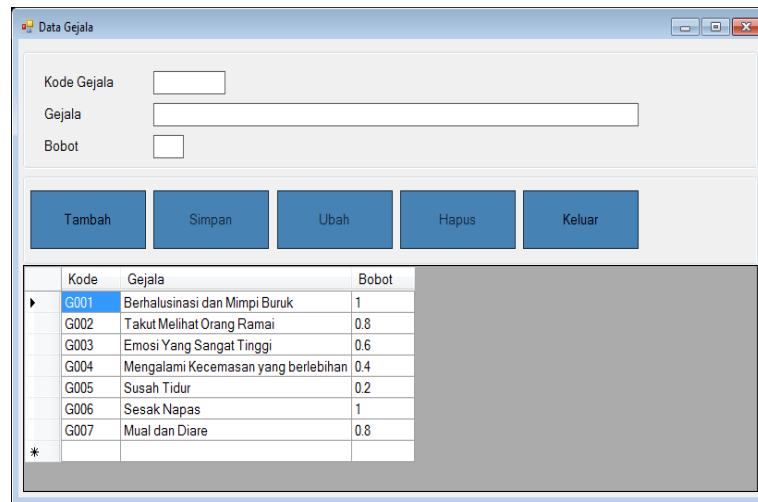 Data Gejala
Kode Gejala
Gejala
Bobot
Tambah Simpan Ubah Hapus Keluar
Kode Gejala Bobot
G001 Berhalusinasi dan Mimpi Buruk 1
G002 Takut Melihat Orang Ramai 0.8
G003 Emosi Yang Sangat Tinggi 0.6
G004 Mengalami Kecemasan yang berlebihan 0.4
G005 Susah Tidur 0.2
G006 Sesak Napas 1
G007 Mual dan Diare 0.8